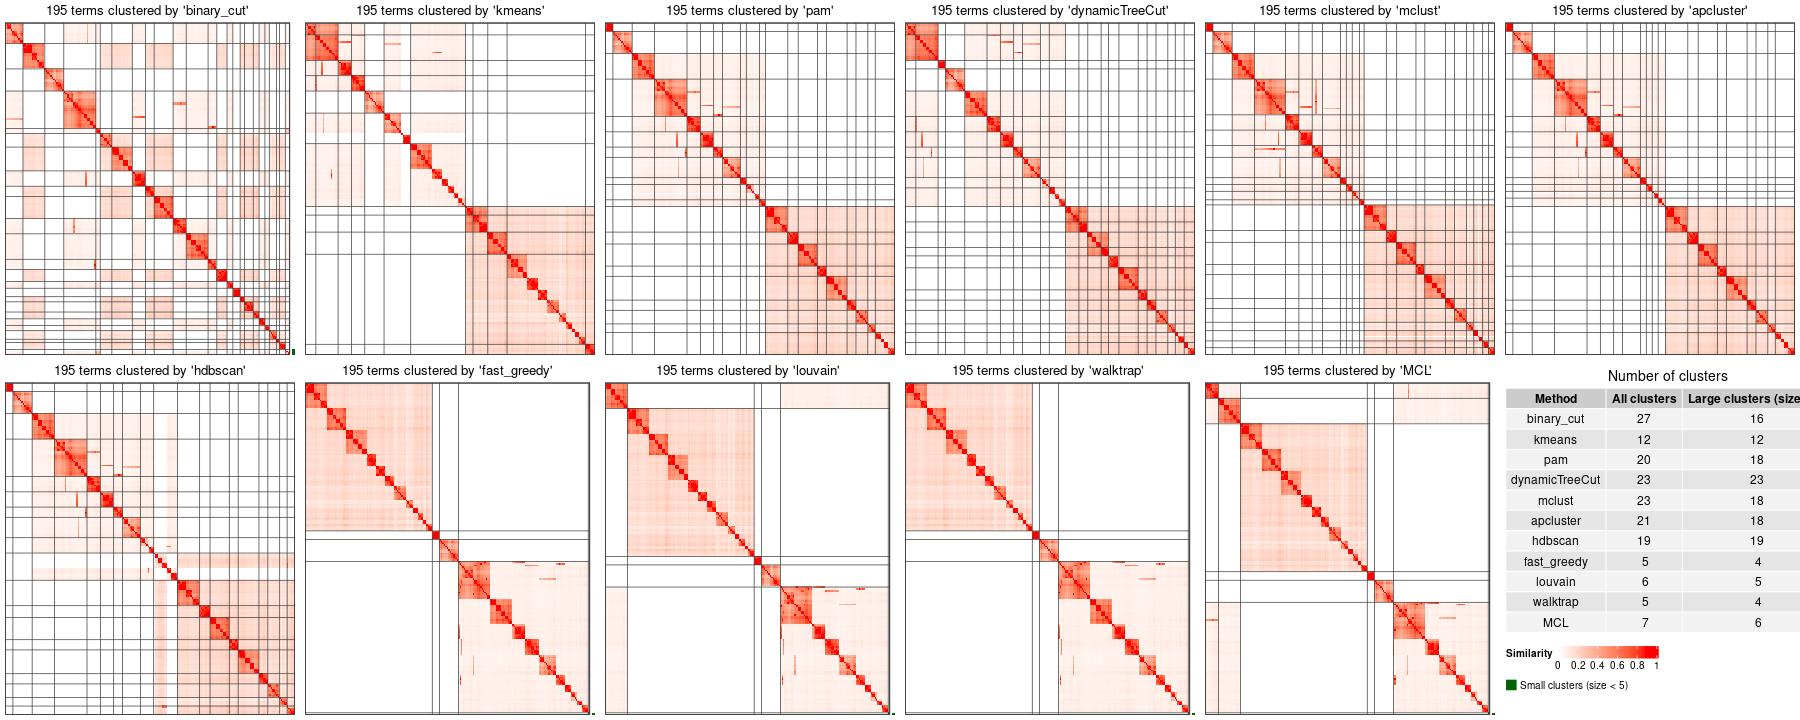 195 terms clustered by 'binary_cut'
195 terms clustered by 'kmeans'
195 terms clustered by 'pam'
195 terms clustered by 'dynamicTreeCut'
195 terms clustered by 'mclust'
195 terms clustered by 'apcluster'
195 terms clustered by 'hdbscan'
195 terms clustered by 'fast_greedy'
195 terms clustered by 'louvain'
195 terms clustered by 'walktrap'
195 terms clustered by 'MCL'
Number of clusters
Method All clusters Large clusters (size
binary_cut 27 16
kmeans 12 12
pam 20 18
dynamicTreeCut 23 23
mclust 23 18
apcluster 21 18
hdbscan 19 19
fast_greedy 5 4
louvain 6 5
walktrap 5 4
MCL 7 6
Similarity
0 0.2 0.4 0.6 0.8 1
Small clusters (size < 5)